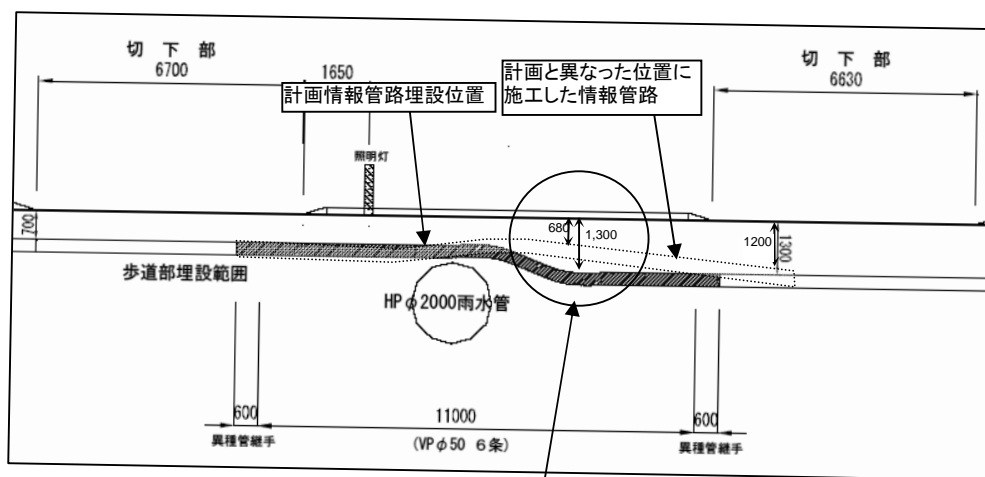 切 下 部
6700
1650
計画情報管路埋設位置
計画と異なった位置に
施工した情報管路
切 下 部
6630
照明灯
700
680
1,300
1200
1300
歩道部埋設範囲
HPφ2000雨水管
600
11000
600
異種管継手
(VPφ50 6条)
異種管継手